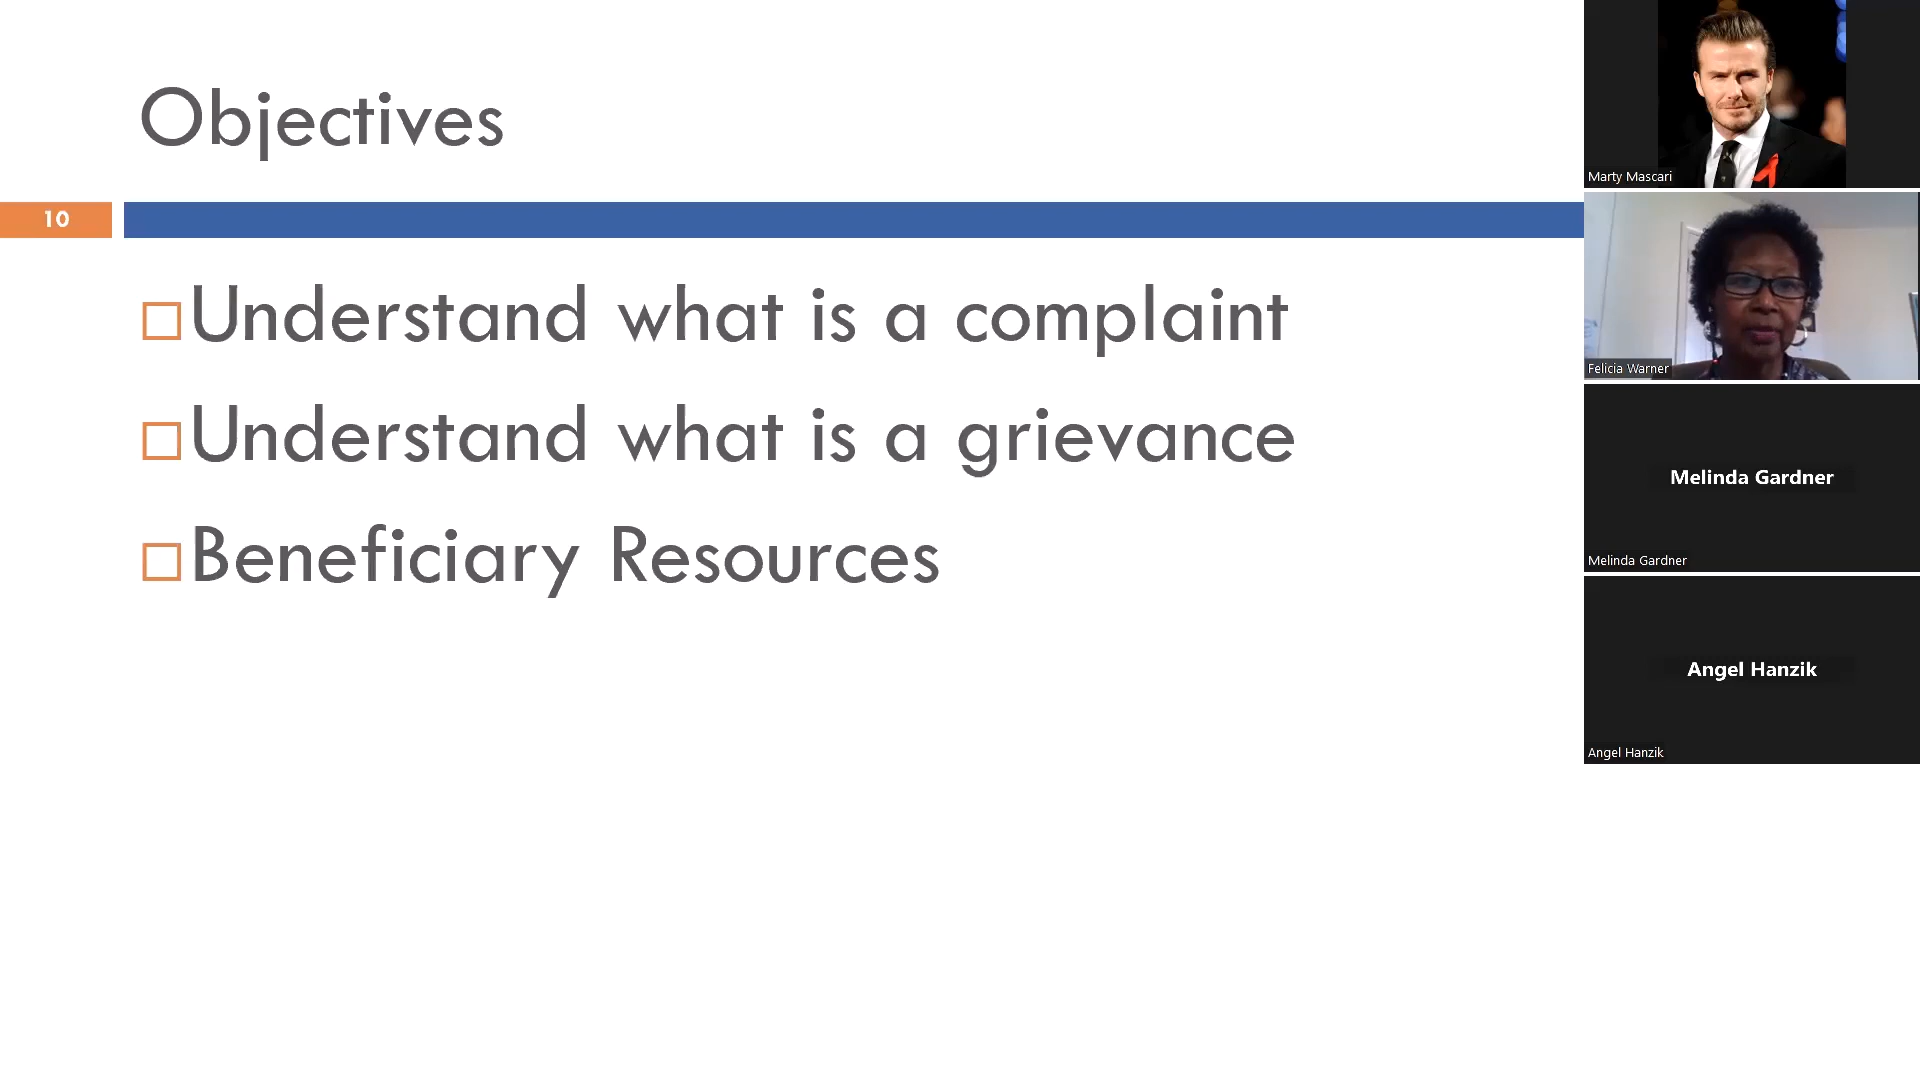 Objectives
10
Understand what is a complaint
Understand what is a grievance
Beneficiary Resources
Marty Mascari
Felicia Warner
Melinda Gardner
Melinda Gardner
Angel Hanzik
Angel Hanzik